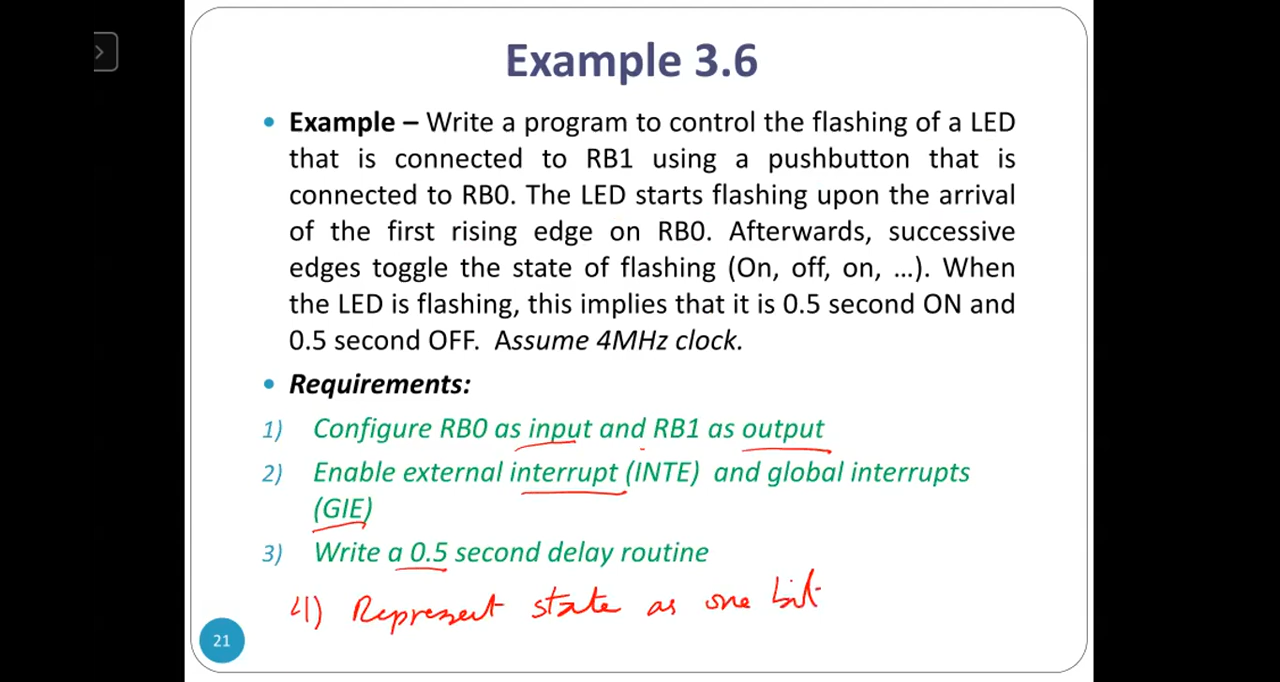 Example 3.6
• Example – Write a program to control the flashing of a LED
that is connected to RB1 using a pushbutton that is
connected to RB0. The LED starts flashing upon the arrival
of the first rising edge on RB0. Afterwards, successive
edges toggle the state of flashing (On, off, on, …). When
the LED is flashing, this implies that it is 0.5 second ON and
0.5 second OFF. Assume 4MHz clock.
• Requirements:
1) Configure RB0 as input and RB1 as output
2) Enable external interrupt (INTE) and global interrupts
(GIE)
3) Write a 0.5 second delay routine
4) Represent state as one bit
21